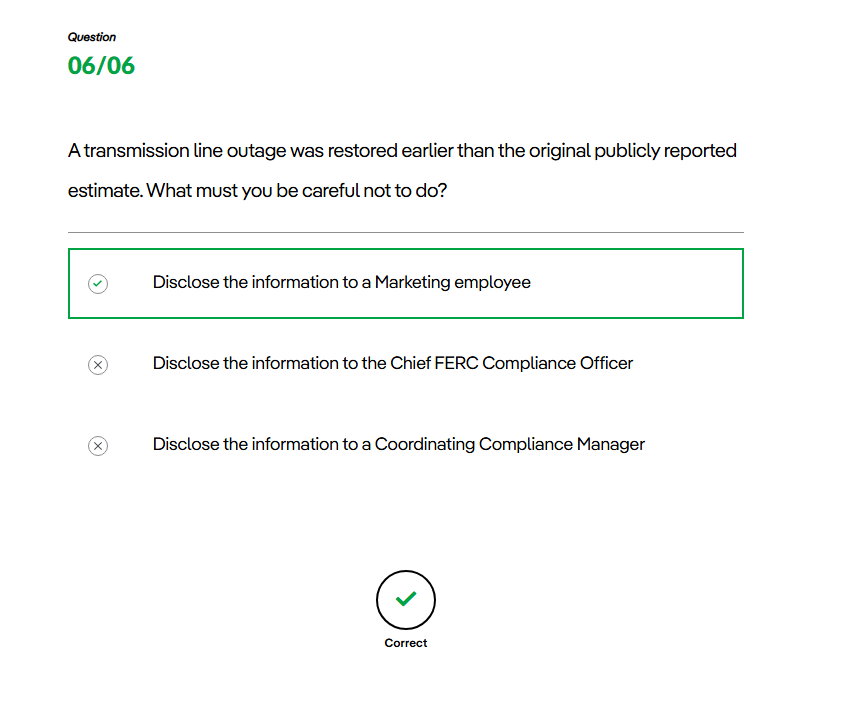 Question
06/06
A transmission line outage was restored earlier than the original publicly reported
estimate. What must you be careful not to do?
Disclose the information to a Marketing employee
Disclose the information to the Chief FERC Compliance Officer
Disclose the information to a Coordinating Compliance Manager
Correct